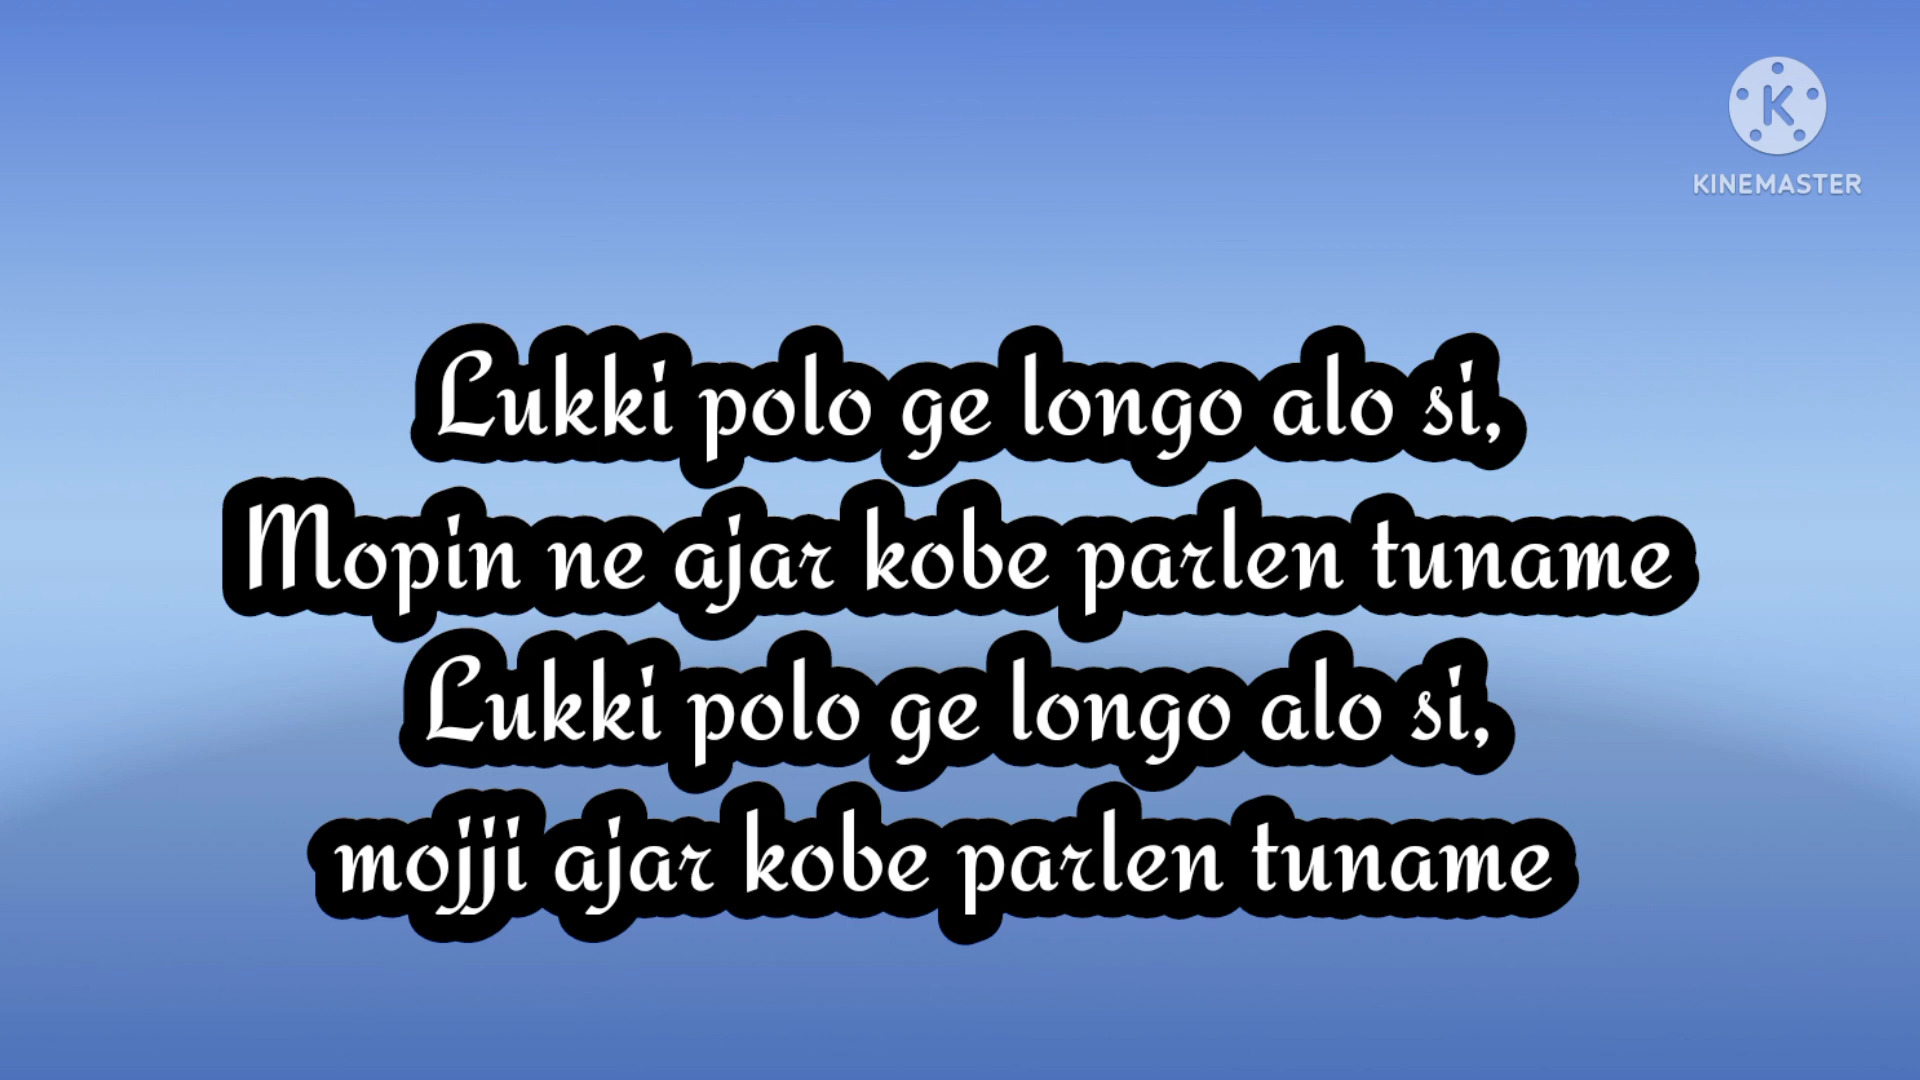 KINEMASTER
Lukki polo ge longo alo si,
Mopin ne ajar kobe parlen tuname
Lukki polo ge longo alo si,
mojji ajar kobe parlen tuname